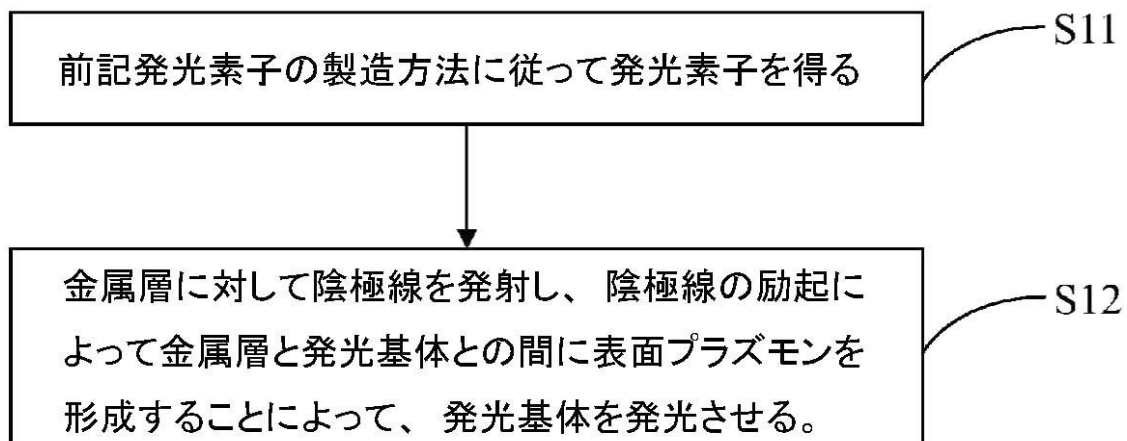 S11
前記発光素子の製造方法に従って発光素子を得る
金属層に対して陰極線を発射し、陰極線の励起に
S12
よって金属層と発光基体との間に表面プラズモンを
形成することによって、発光基体を発光させる。